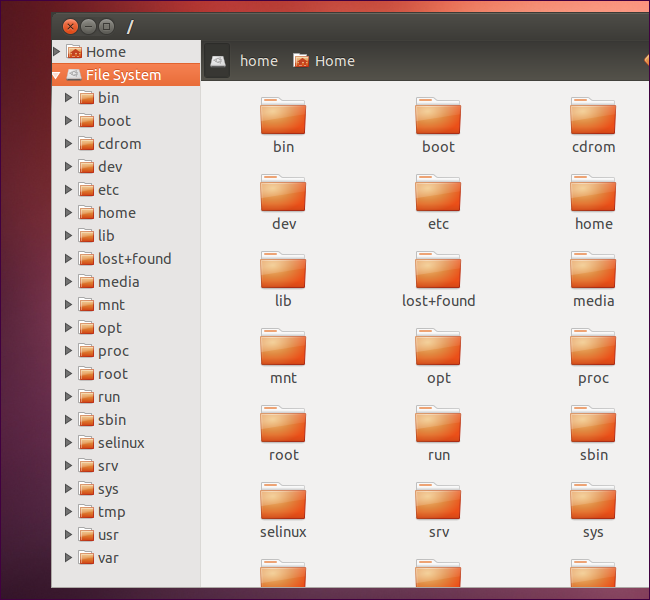 /
Home
File System
bin
boot
cdrom
dev
etc
home
lib
lost+found
media
mnt
opt
proc
root
run
sbin
selinux
srv
sys
tmp
usr
var
home Home
bin boot cdrom
dev etc home
lib lost+found media
mnt opt proc
root run sbin
selinux srv sys